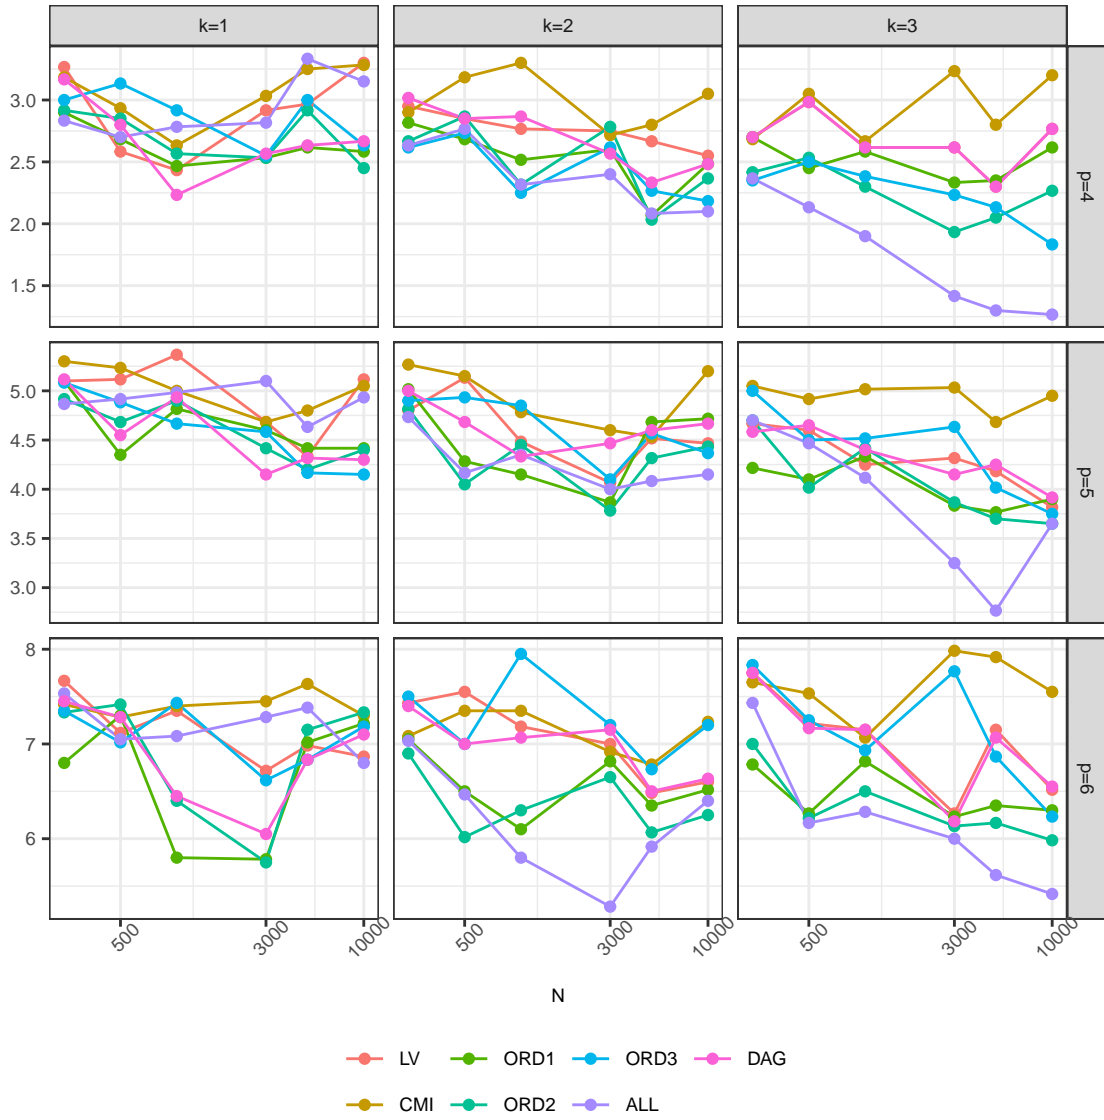 k=1 k=2 k=3
3.0
2.5
2.0
1.5
p=4
5.0
4.5
4.0
3.5
3.0
p=5
8
7
6
p=6
500 3000 10000 500 3000 10000 500 3000 10000
N
LV ORD1 ORD3 DAG
CMI ORD2 ALL